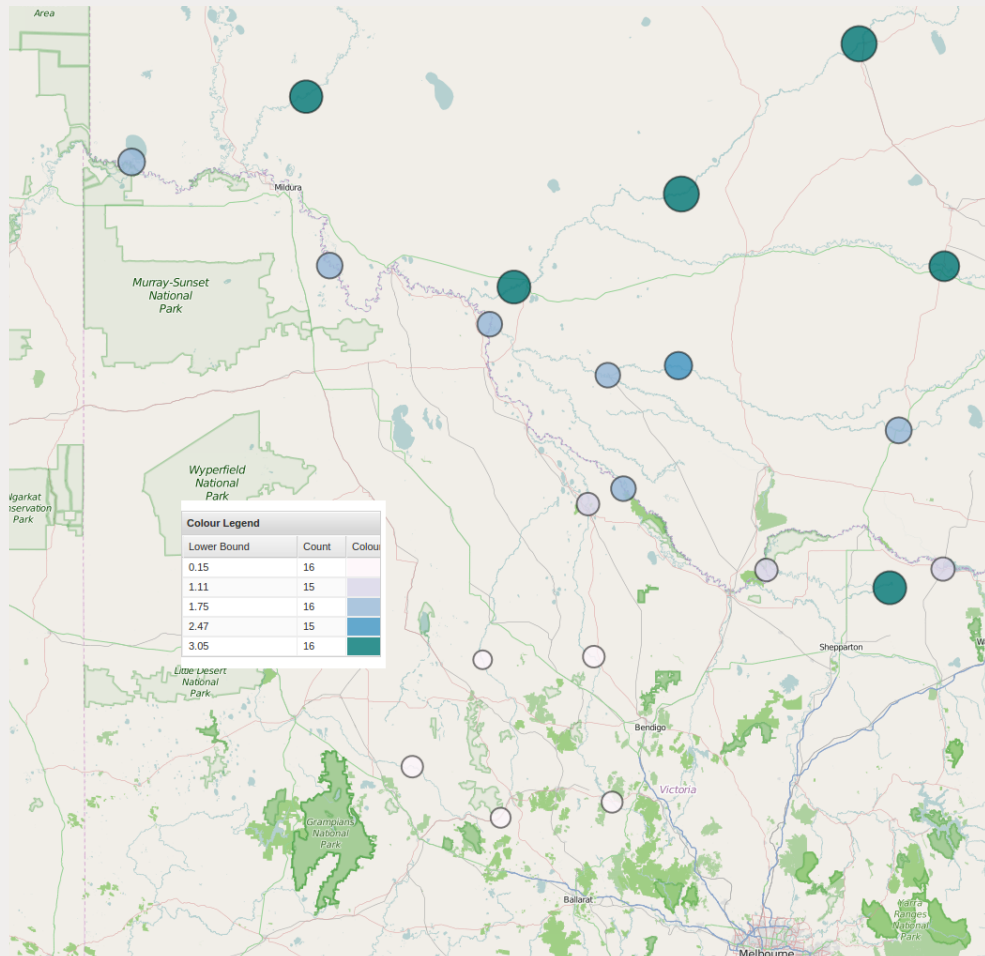 Area
Mildura
Murray-Sunset
National
Park
Wyperfield
National
Park
Ngarkat
Conservation
Park
Colour Legend
Lower Bound Count Colou
0.15 16
1.11 15
1.75 16
2.47 15
3.05 16
Little Desert
National
Park
Shepparton
Bendigo
Victoria
Grampians
National
Park
Ballarat
Yarra
Ranges
National
Park
Melbourne